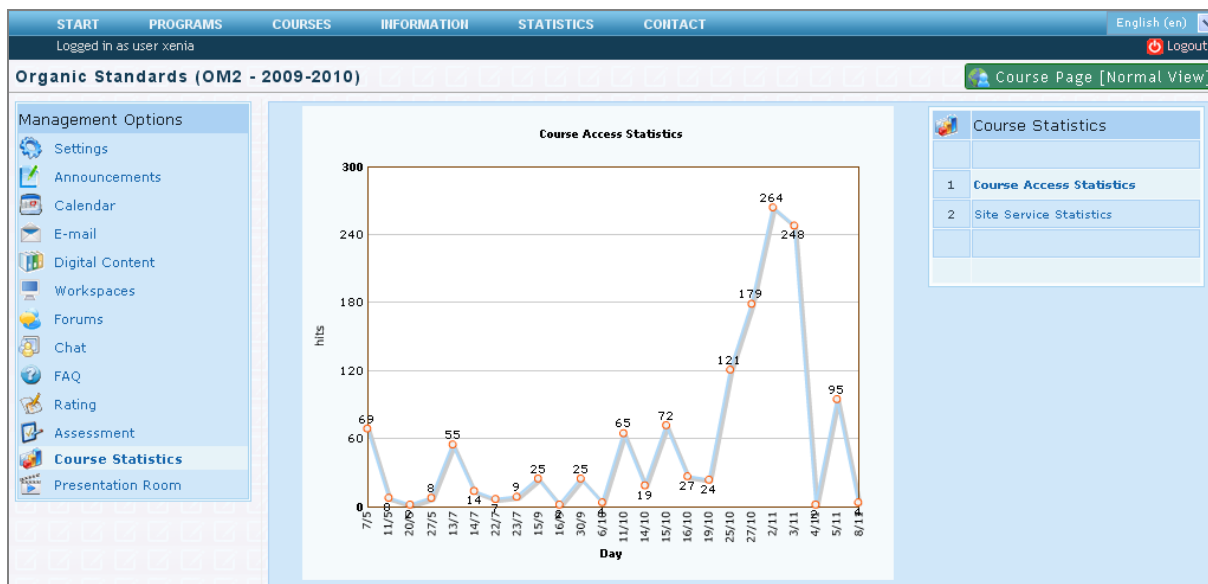 START PROGRAMS COURSES INFORMATION STATISTICS CONTACT English (en)
Logged in as user xenia Logout
Organic Standards (OM2 - 2009-2010) Course Page [Normal View]
Management Options
Settings
Announcements
Calendar
E-mail
Digital Content
Workspaces
Forums
Chat
FAQ
Rating
Assessment
Course Statistics
Presentation Room
Course Access Statistics
300
240
180
120
60
0
hits
69
8
8
55
14
7
9
25
2
25
4
65
19
72
27
24
121
179
264
248
2
95
4
7/5
11/5
20/5
27/5
13/7
14/7
22/7
23/7
15/9
16/9
30/9
6/10
11/10
14/10
15/10
16/10
19/10
25/10
27/10
2/11
3/11
4/11
5/11
8/11
Day
Course Statistics
1 Course Access Statistics
2 Site Service Statistics